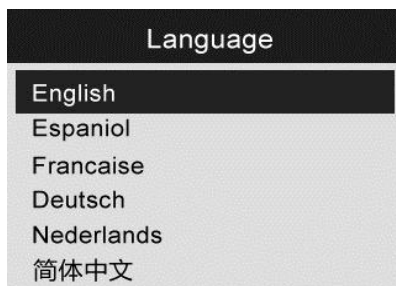 Language
English
Espaniol
Francaise
Deutsch
Nederlands
简体中文